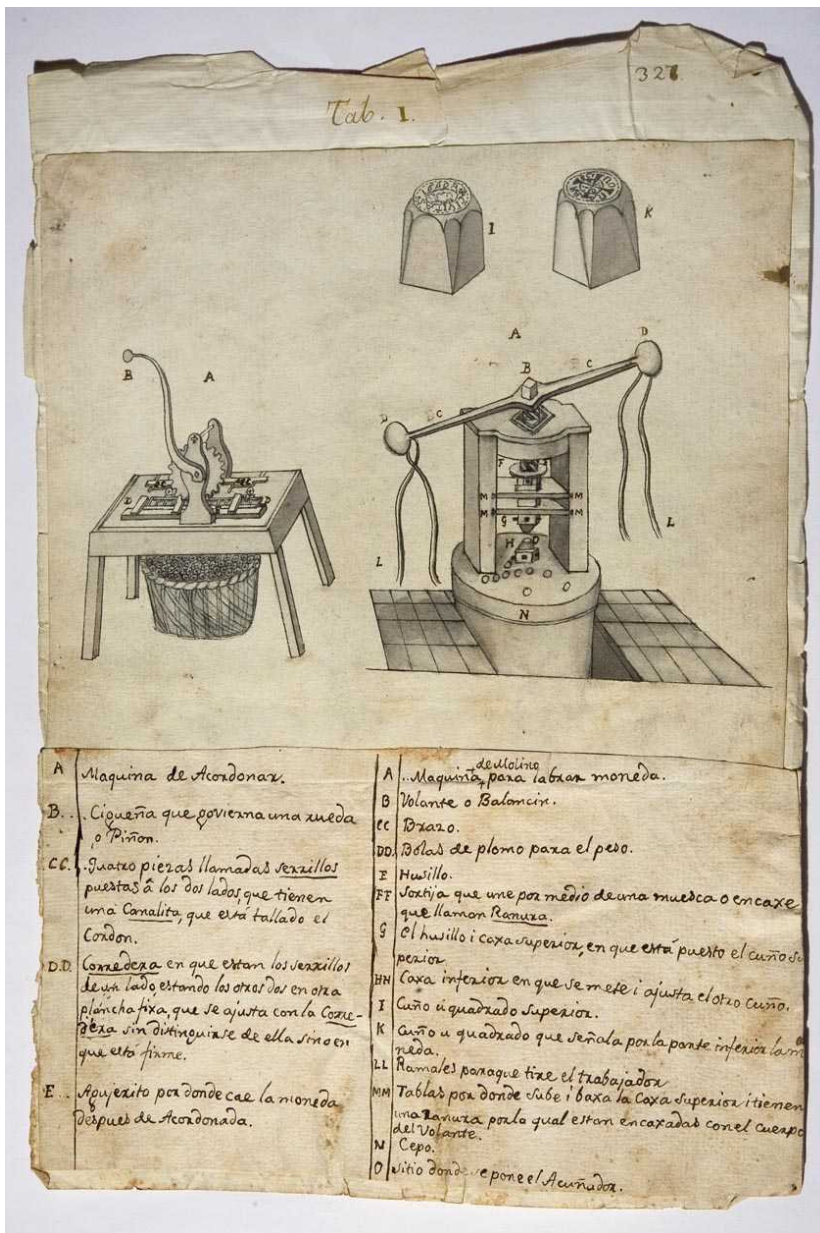 327
Tab. I.
I
K
A
B
D
C
B
A
D
C
D
F
M
M
M
M
G
H
L
L
N
A Maquina de Acordonar.
B.. Cigueña que govierna una rueda
o Piñon.
CC. Quatro piezas llamadas serrillos
puestas â los dos lados, que tienen
una Canalita, que está tallado el
Cordon.
D.D. Corredera en que estan los serrillos
de un lado, estando los otros dos en otra
pláncha fixa, que se ajusta con la Corre-
dera sin distinguirse de ella sino en
que está firme.
E.. Agujerito por donde cae la moneda
despues de Acordonada.
de Molino
A ..Maquina para labrar moneda.
B Volante o Balancin.
CC Brazo.
DD. Bolas de plomo para el peso.
E Husillo.
FF Sortija que une por medio de una muesca o encaxe
que llaman Ranura.
G El husillo i caxa superior, en que está puesto el cuño su
perior.
HH Caxa inferior en que se mete i ajusta el otro cuño.
I Cuño u quadrado superior.
K Cuño u quadrado que señala por la parte inferior la mo
neda.
LL Ramales para que tire el trabajador
MM Tablas por donde sube i baxa la Caxa superior i tienen
una ranura por la qual estan encaxadas con el cuerpo
del Volante.
N Cepo.
O sitio donde se pone el Acuñador.